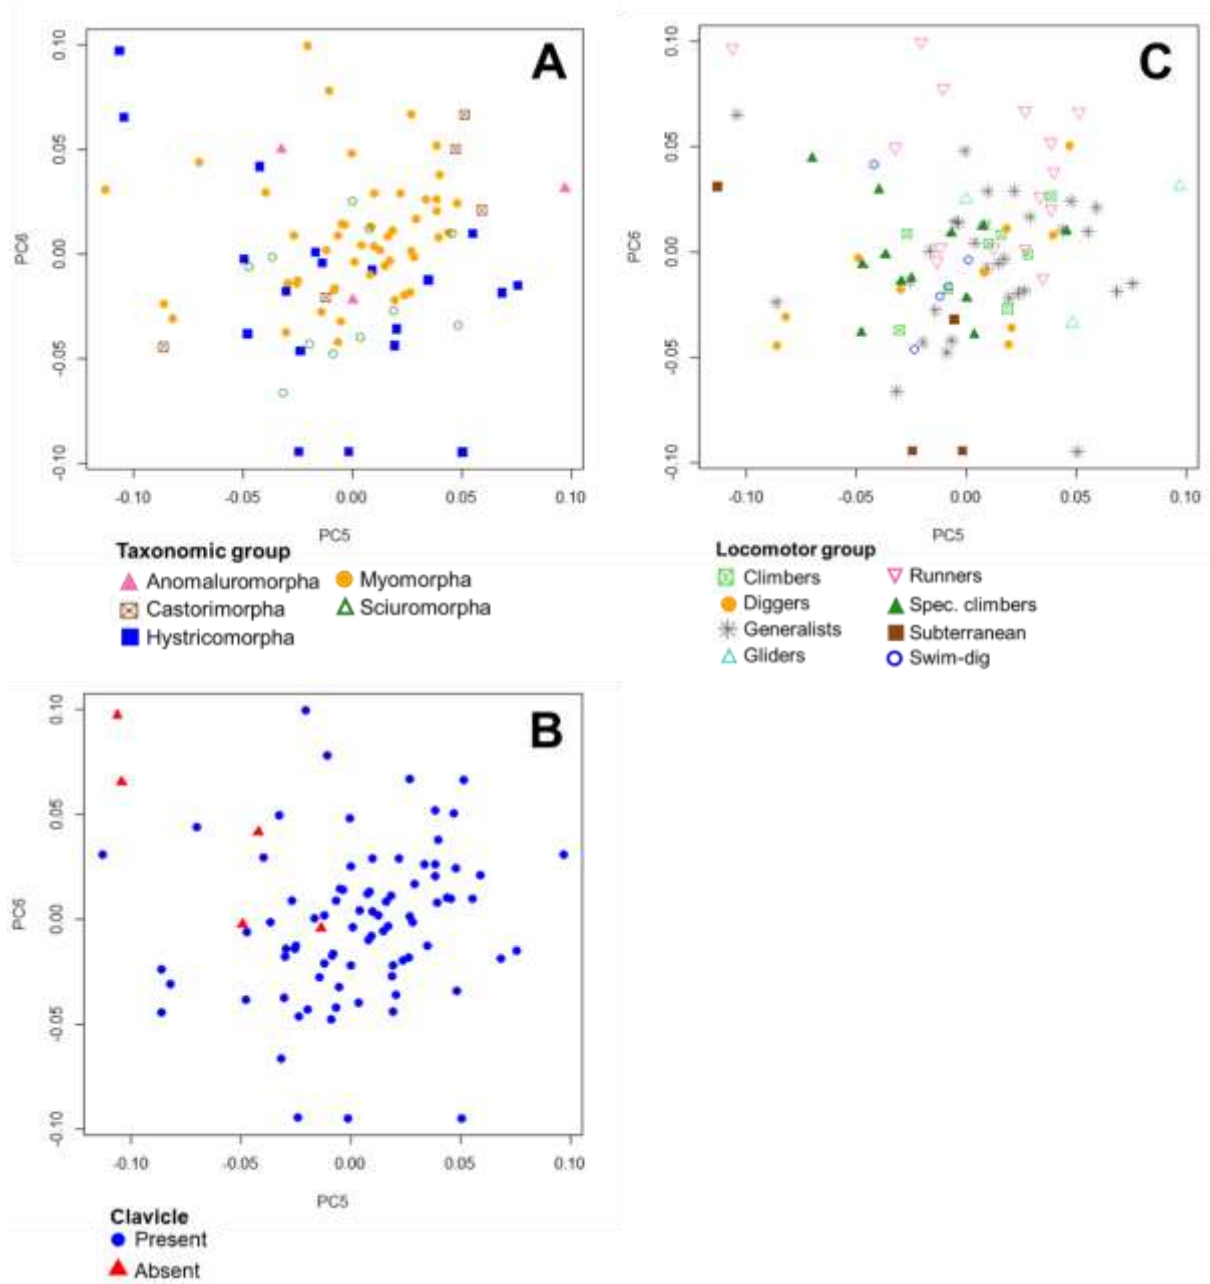 A
0.10
0.05
0.00
-0.05
-0.10
PC6
-0.10 -0.05 0.00 0.05 0.10
PC5
Taxonomic group
Anomaluromorpha Myomorpha
Castorimorpha Sciuromorpha
Hystricomorpha
C
0.10
0.05
0.00
-0.05
-0.10
PC6
-0.10 -0.05 0.00 0.05 0.10
PC5
Locomotor group
Climbers Runners
Diggers Spec. climbers
Generalists Subterranean
Gliders Swim-dig
B
0.10
0.05
0.00
-0.05
-0.10
PC6
-0.10 -0.05 0.00 0.05 0.10
PC5
Clavicle
Present
Absent